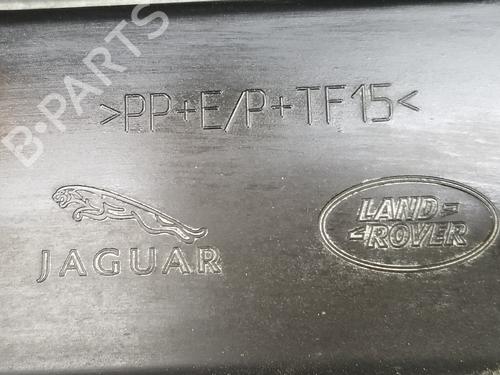 >PP+E/P+TF15<
B-PARTS
JAGUAR
LAND
ROVER